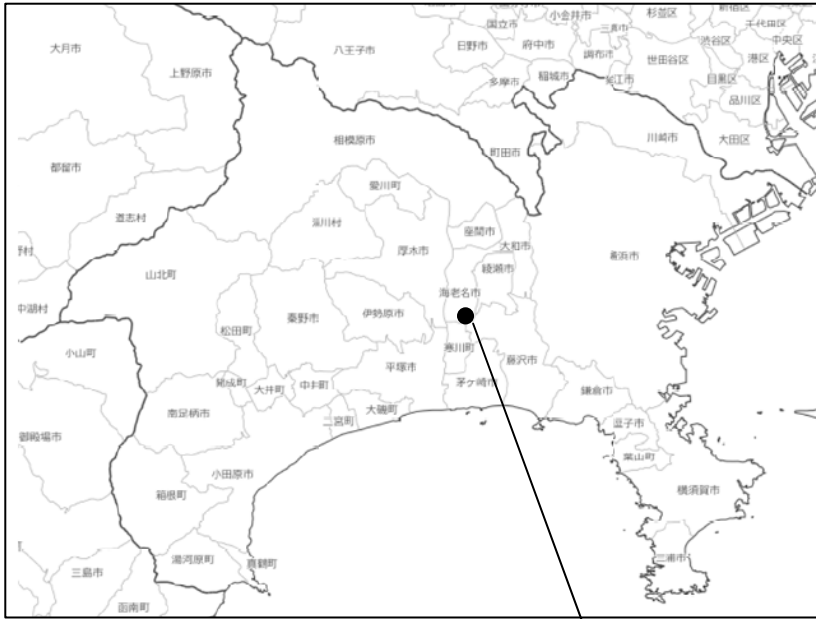 国立市
小金井市
杉並区
千代田区
大月市
八王子市
日野市
府中市
三鷹市
渋谷区
中央区
上野原市
調布市
世田谷区
港区
多摩市
稲城市
狛江市
目黒区
品川区
相模原市
町田市
川崎市
大田区
都留市
愛川町
道志村
清川村
厚木市
座間市
大和市
綾瀬市
横浜市
山北町
海老名市
秦野市
伊勢原市
松田町
小山町
寒川町
藤沢市
平塚市
開成町
大井町
中井町
茅ヶ崎市
鎌倉市
南足柄市
大磯町
二宮町
逗子市
御殿場市
葉山町
小田原市
箱根町
横須賀市
湯河原町
真鶴町
三浦市
三島市
函南町